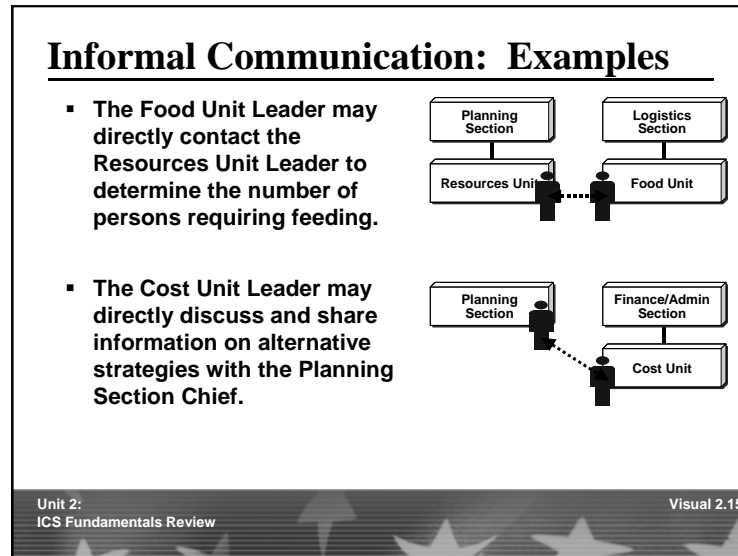 Informal Communication:  Examples
▪ The Food Unit Leader may
directly contact the
Resources Unit Leader to
determine the number of
persons requiring feeding.
Planning
Section
Logistics
Section
Resources Unit
Food Unit
▪ The Cost Unit Leader may
directly discuss and share
information on alternative
strategies with the Planning
Section Chief.
Planning
Section
Finance/Admin
Section
Cost Unit
Unit 2:
ICS Fundamentals Review
Visual 2.15